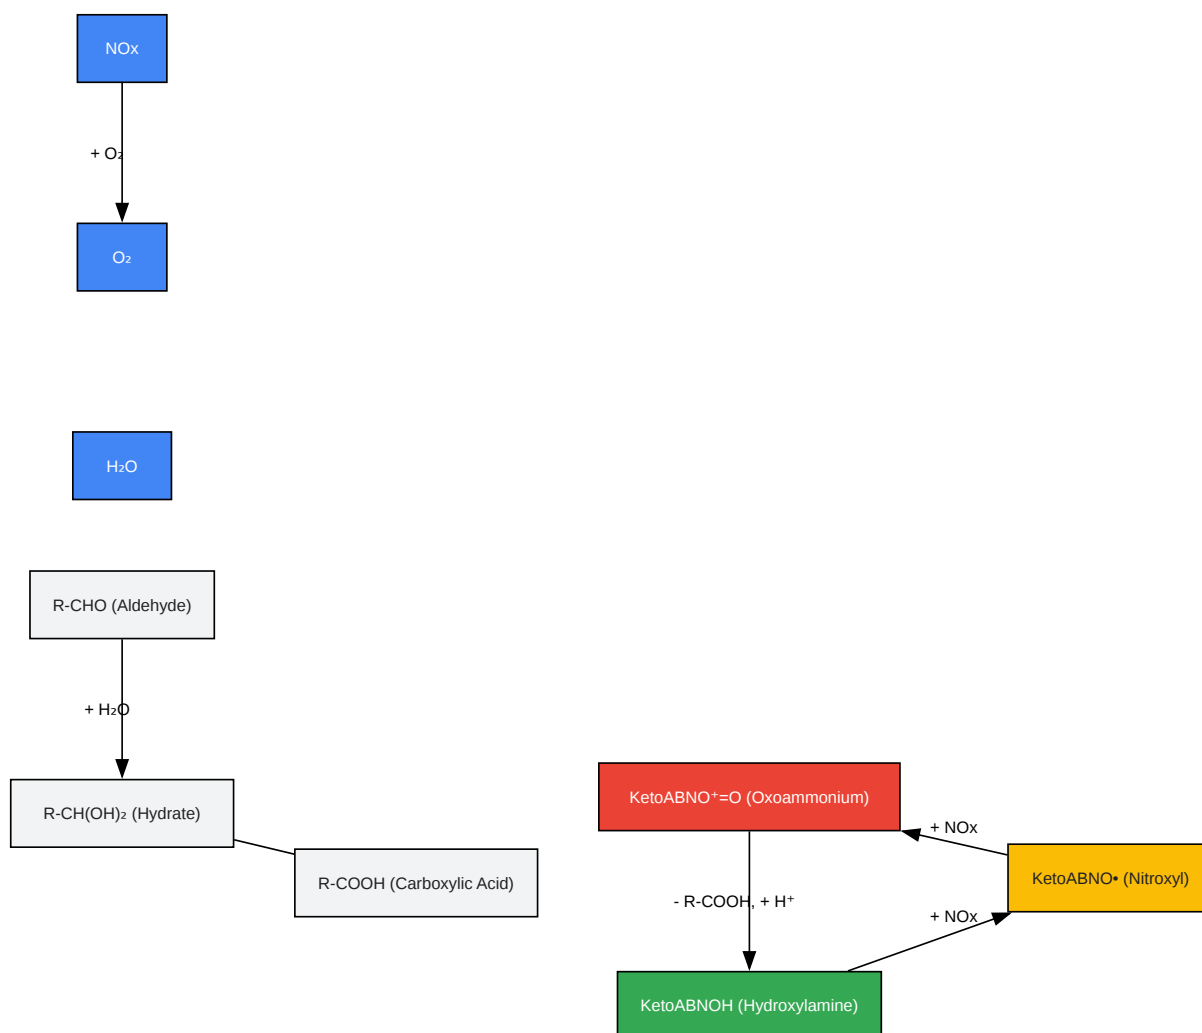 NOx
+ O₂
O₂
H₂O
R-CHO (Aldehyde)
+ H₂O
R-CH(OH)₂ (Hydrate)
R-COOH (Carboxylic Acid)
KetoABNO⁺=O (Oxoammonium)
+ NOx
KetoABNO• (Nitroxyl)
- R-COOH, + H⁺
+ NOx
KetoABNOH (Hydroxylamine)